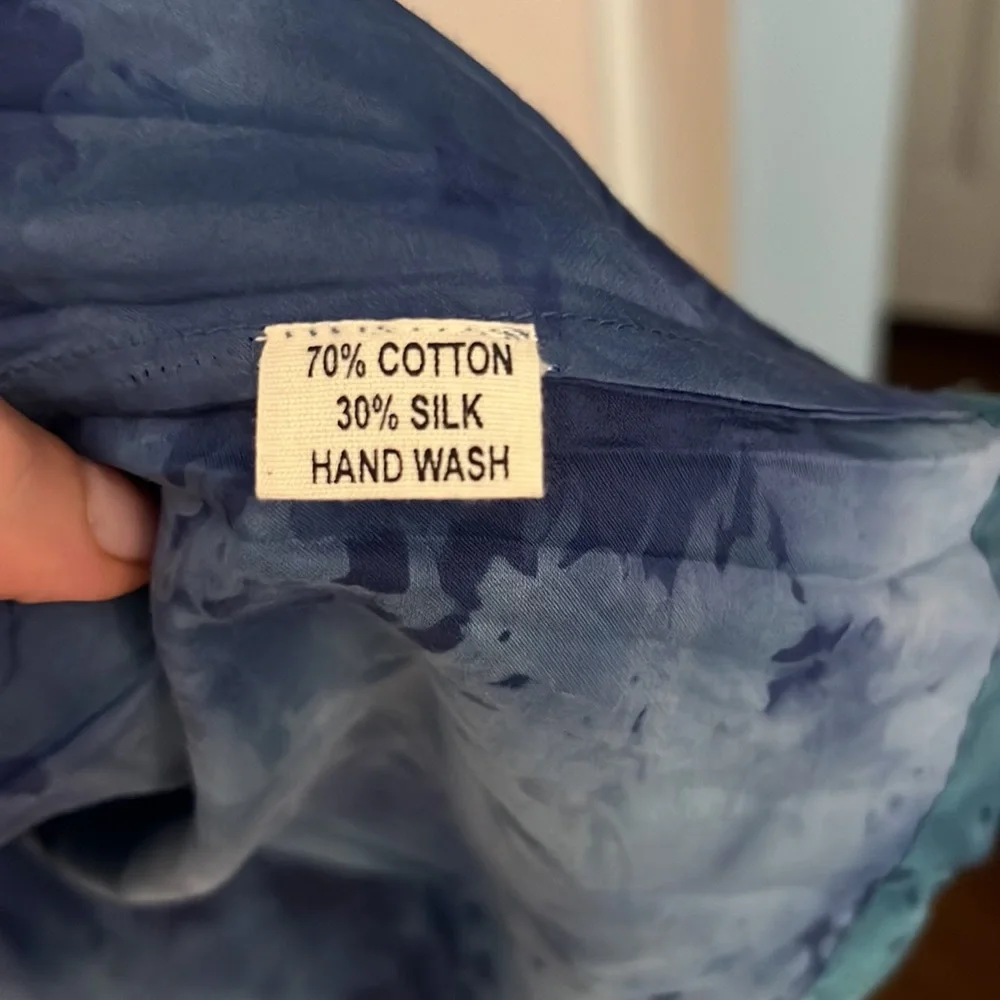 70% COTTON
30% SILK
HAND WASH